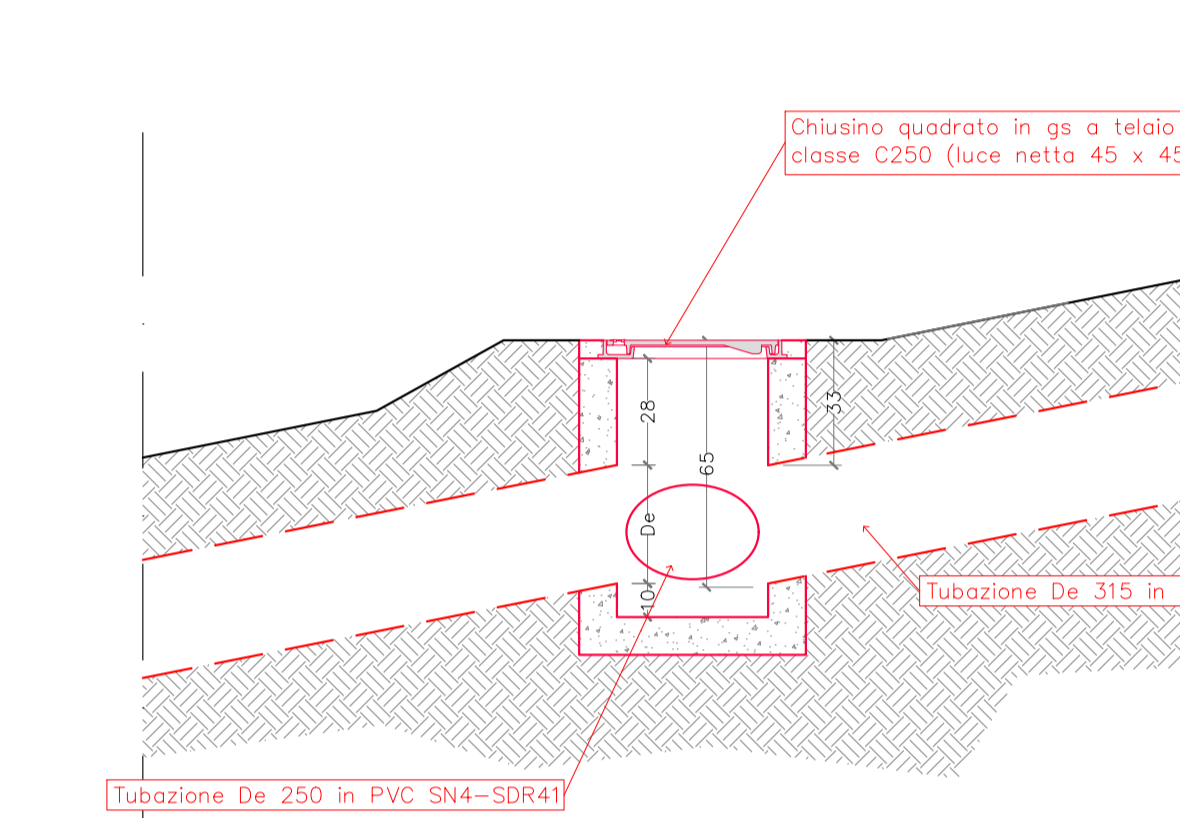 Chiusino quadrato in gs a telaio
classe C250 (luce netta 45 x 45
28
33
65
De
10
Tubazione De 315 in
Tubazione De 250 in PVC SN4-SDR41